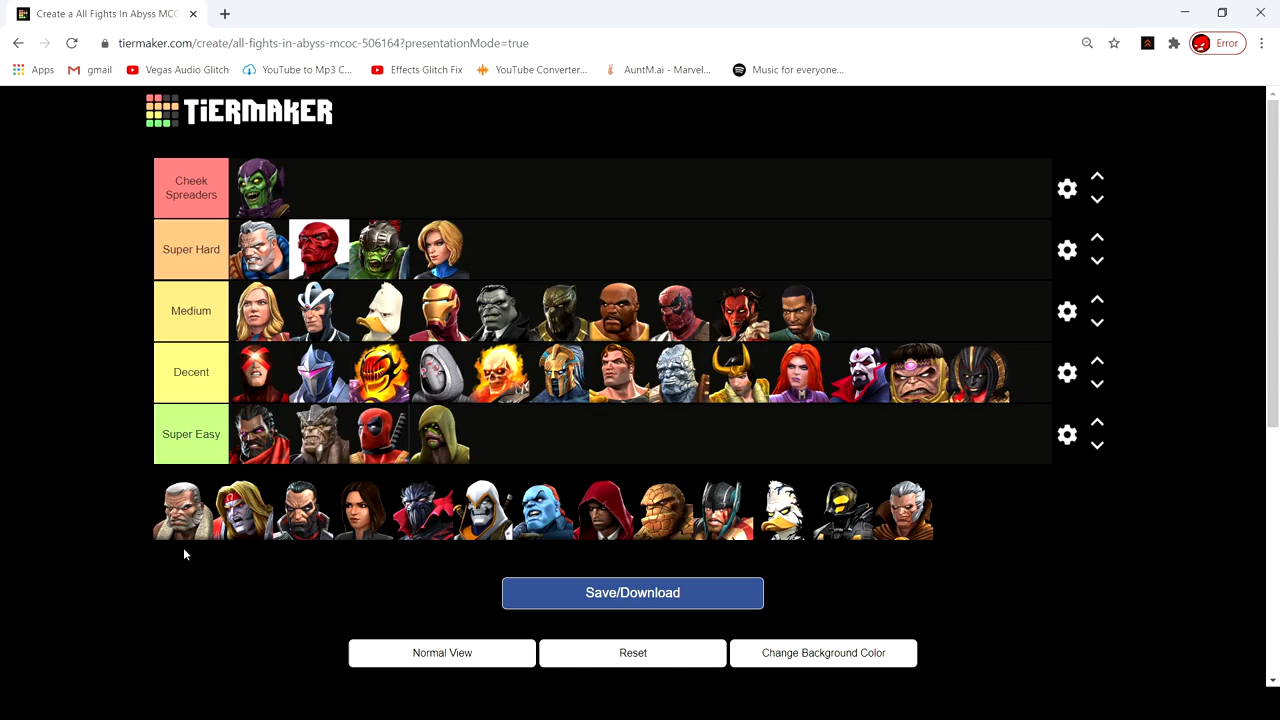 Create a All Fights In Abyss MCC
tiermaker.com/create/all-fights-in-abyss-mcoc-506164?presentationMode=true
Error
Apps
gmail
Vegas Audio Glitch
YouTube to Mp3 C...
Effects Glitch Fix
YouTube Converter...
AuntM.ai - Marvel...
Music for everyone...
TiERMAKER
Cheek
Spreaders
Super Hard
Medium
Decent
Super Easy
Save/Download
Normal View
Reset
Change Background Color